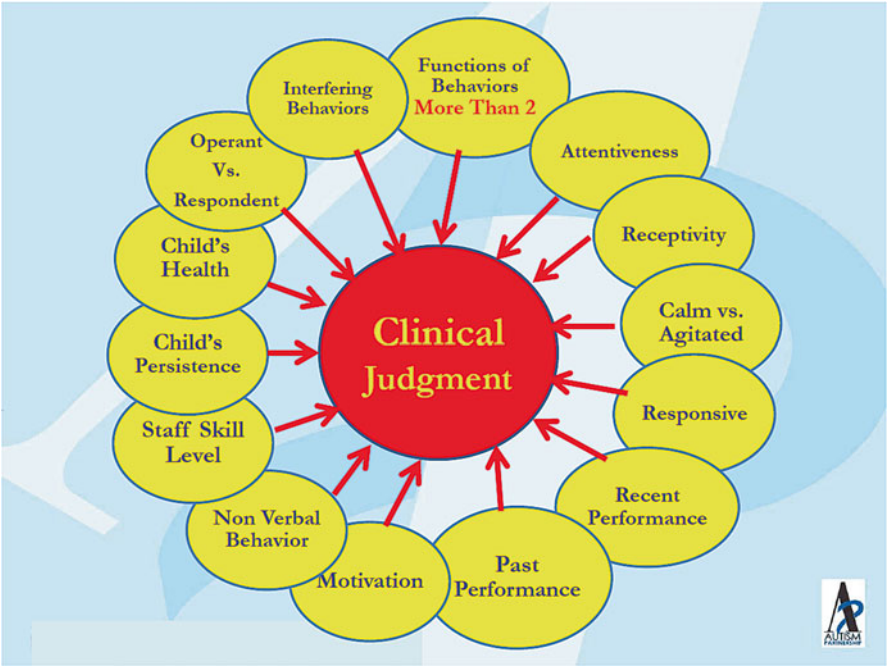 Functions of
Behaviors
More Than 2
Attentiveness
Receptivity
Calm vs.
Agitated
Responsive
Recent
Performance
Past
Performance
Motivation
Non Verbal
Behavior
Staff Skill
Level
Child's
Persistence
Child's
Health
Operant
Vs.
Respondent
Interfering
Behaviors
Clinical
Judgment
AUTISM
PARTNERSHIP